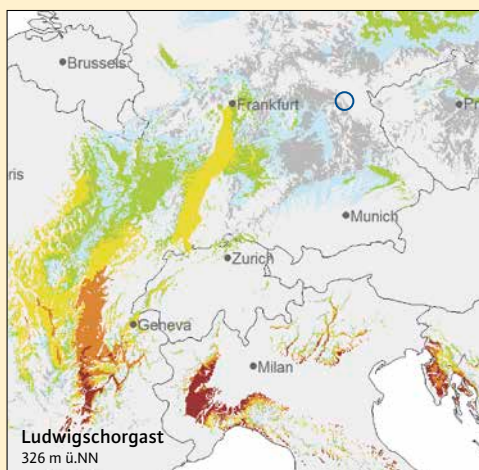 Brussels
Frankfurt
Pr
ris
Munich
Zurich
Geneva
Milan
Ludwigschorgast
326 m ü.NN